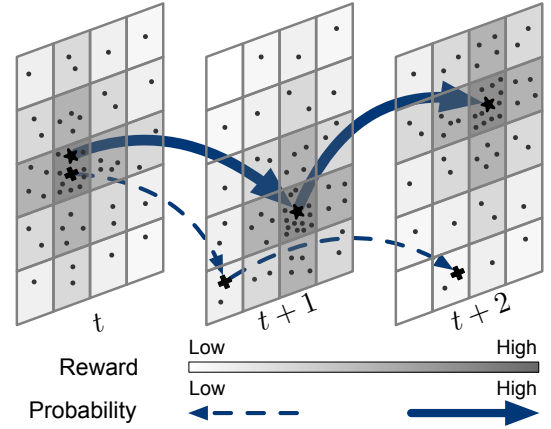 t
t + 1
t + 2
Low High
Reward
Low High
Probability